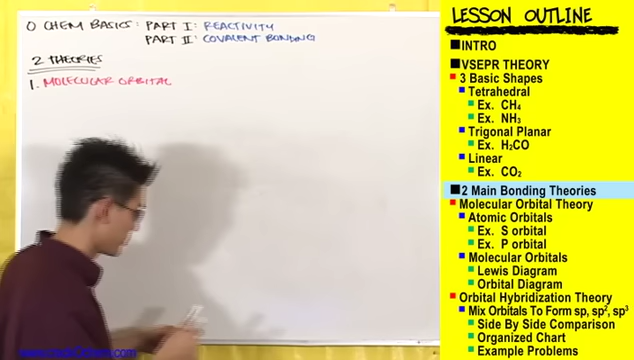 O CHEM BASICS: PART I: REACTIVITY
PART II: COVALENT BONDING
2 THEORIES
1. MOLECULAR ORBITAL
LESSON OUTLINE
INTRO
VSEPR THEORY
3 Basic Shapes
Tetrahedral
Ex. CH₄
Ex. NH₃
Trigonal Planar
Ex. H₂CO
Linear
Ex. CO₂
2 Main Bonding Theories
Molecular Orbital Theory
Atomic Orbitals
Ex. S orbital
Ex. P orbital
Molecular Orbitals
Lewis Diagram
Orbital Diagram
Orbital Hybridization Theory
Mix Orbitals To Form sp, sp², sp³
Side By Side Comparison
Organized Chart
Example Problems